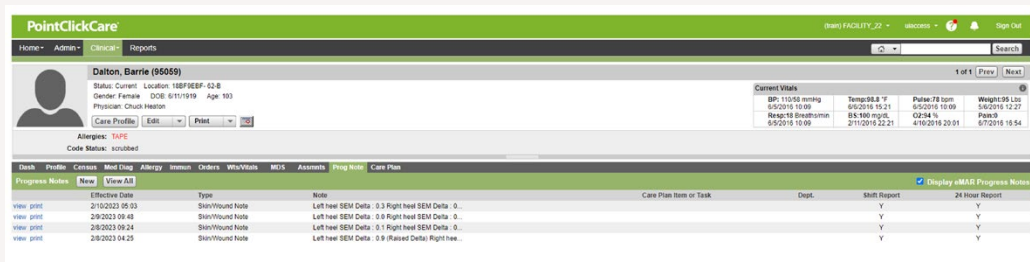 PointClickCare
(train) FACILITY_22 ulaccess ? Sign Out
Home Admin Clinical Reports Search
Dalton, Barrie (95059) 1 of 1 Prev Next
Status: Current Location: 18BF9EBF- 62-B
Gender: Female DOB: 6/11/1919 Age: 103
Physician: Chuck Heaton
Care Profile Edit Print
Current Vitals
BP: 110/58 mmHg Temp:98.8 °F Pulse:78 bpm Weight:95 Lbs
6/5/2016 10:09 6/6/2016 15:21 6/5/2016 10:09 5/6/2016 12:27
Resp:18 Breaths/min BS:100 mg/dL O2:94 % Pain:0
6/5/2016 10:09 2/11/2016 22:21 4/10/2016 20:01 6/7/2016 16:54
Allergies: TAPE
Code Status: scrubbed
Dash Profile Census Med Diag Allergy Immun Orders Wts/Vitals MDS Assmnts Prog Note Care Plan
Progress Notes New View All Display eMAR Progress Notes
Effective Date Type Note Care Plan Item or Task Dept. Shift Report 24 Hour Report
view print 2/10/2023 05:03 Skin/Wound Note Left heel SEM Delta : 0.3 Right heel SEM Delta : 0... Y Y
view print 2/9/2023 09:48 Skin/Wound Note Left heel SEM Delta : 0.9 Right heel SEM Delta : 0... Y Y
view print 2/8/2023 09:24 Skin/Wound Note Left heel SEM Delta : 0.1 Right heel SEM Delta : 0... Y Y
view print 2/8/2023 04:25 Skin/Wound Note Left heel SEM Delta : 0.9 (Raised Delta) Right hee... Y Y